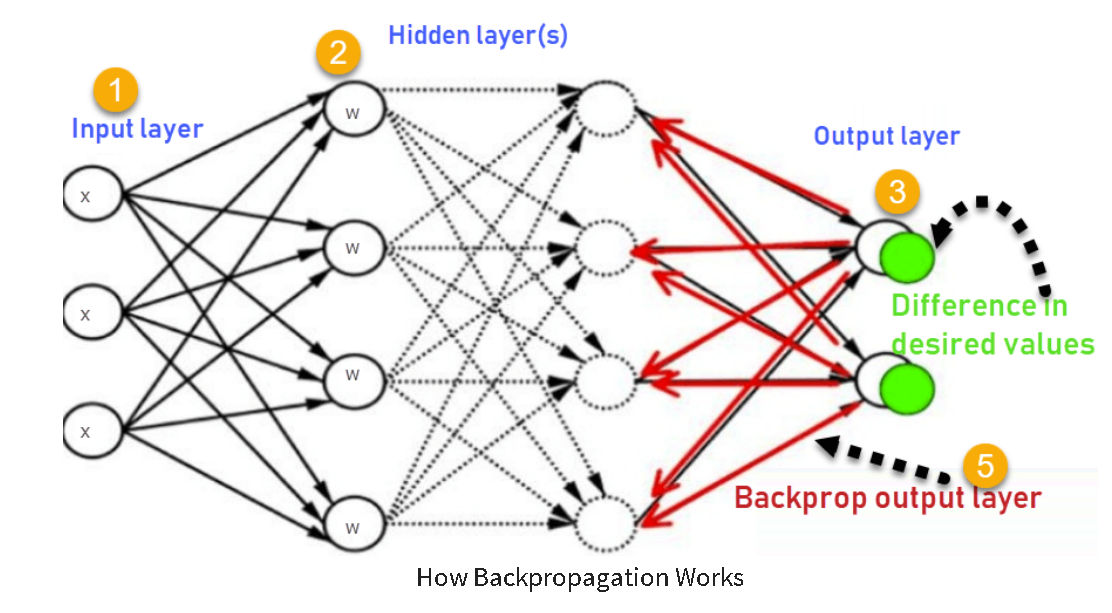 2
Hidden layer(s)
1
Input layer
w
Output layer
3
x
w
Difference in
desired values
x
w
x
5
Backprop output layer
w
How Backpropagation Works